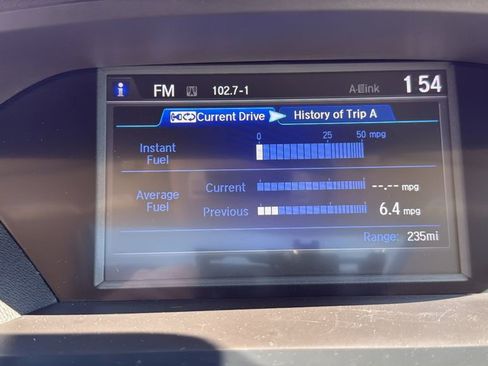 i FM 102.7-1 A-Link 1 54
Current Drive History of Trip A
0 25 50 mpg
Instant
Fuel
Average
Fuel
Current --.-- mpg
Previous 6.4 mpg
Range: 235mi